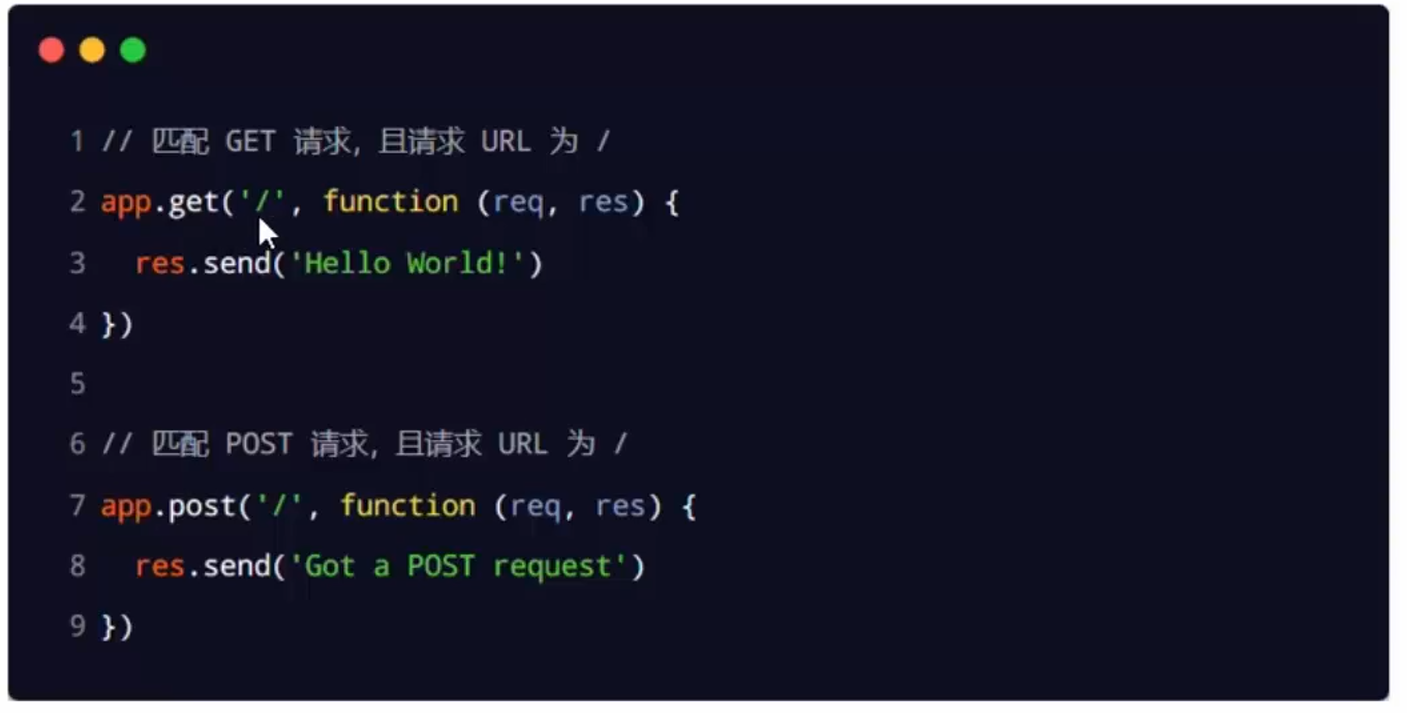 1 // 匹配 GET 请求，且请求 URL 为 /
2 app.get('/', function (req, res) {
3   res.send('Hello World!')
4 })
5
6 // 匹配 POST 请求，且请求 URL 为 /
7 app.post('/', function (req, res) {
8   res.send('Got a POST request')
9 })